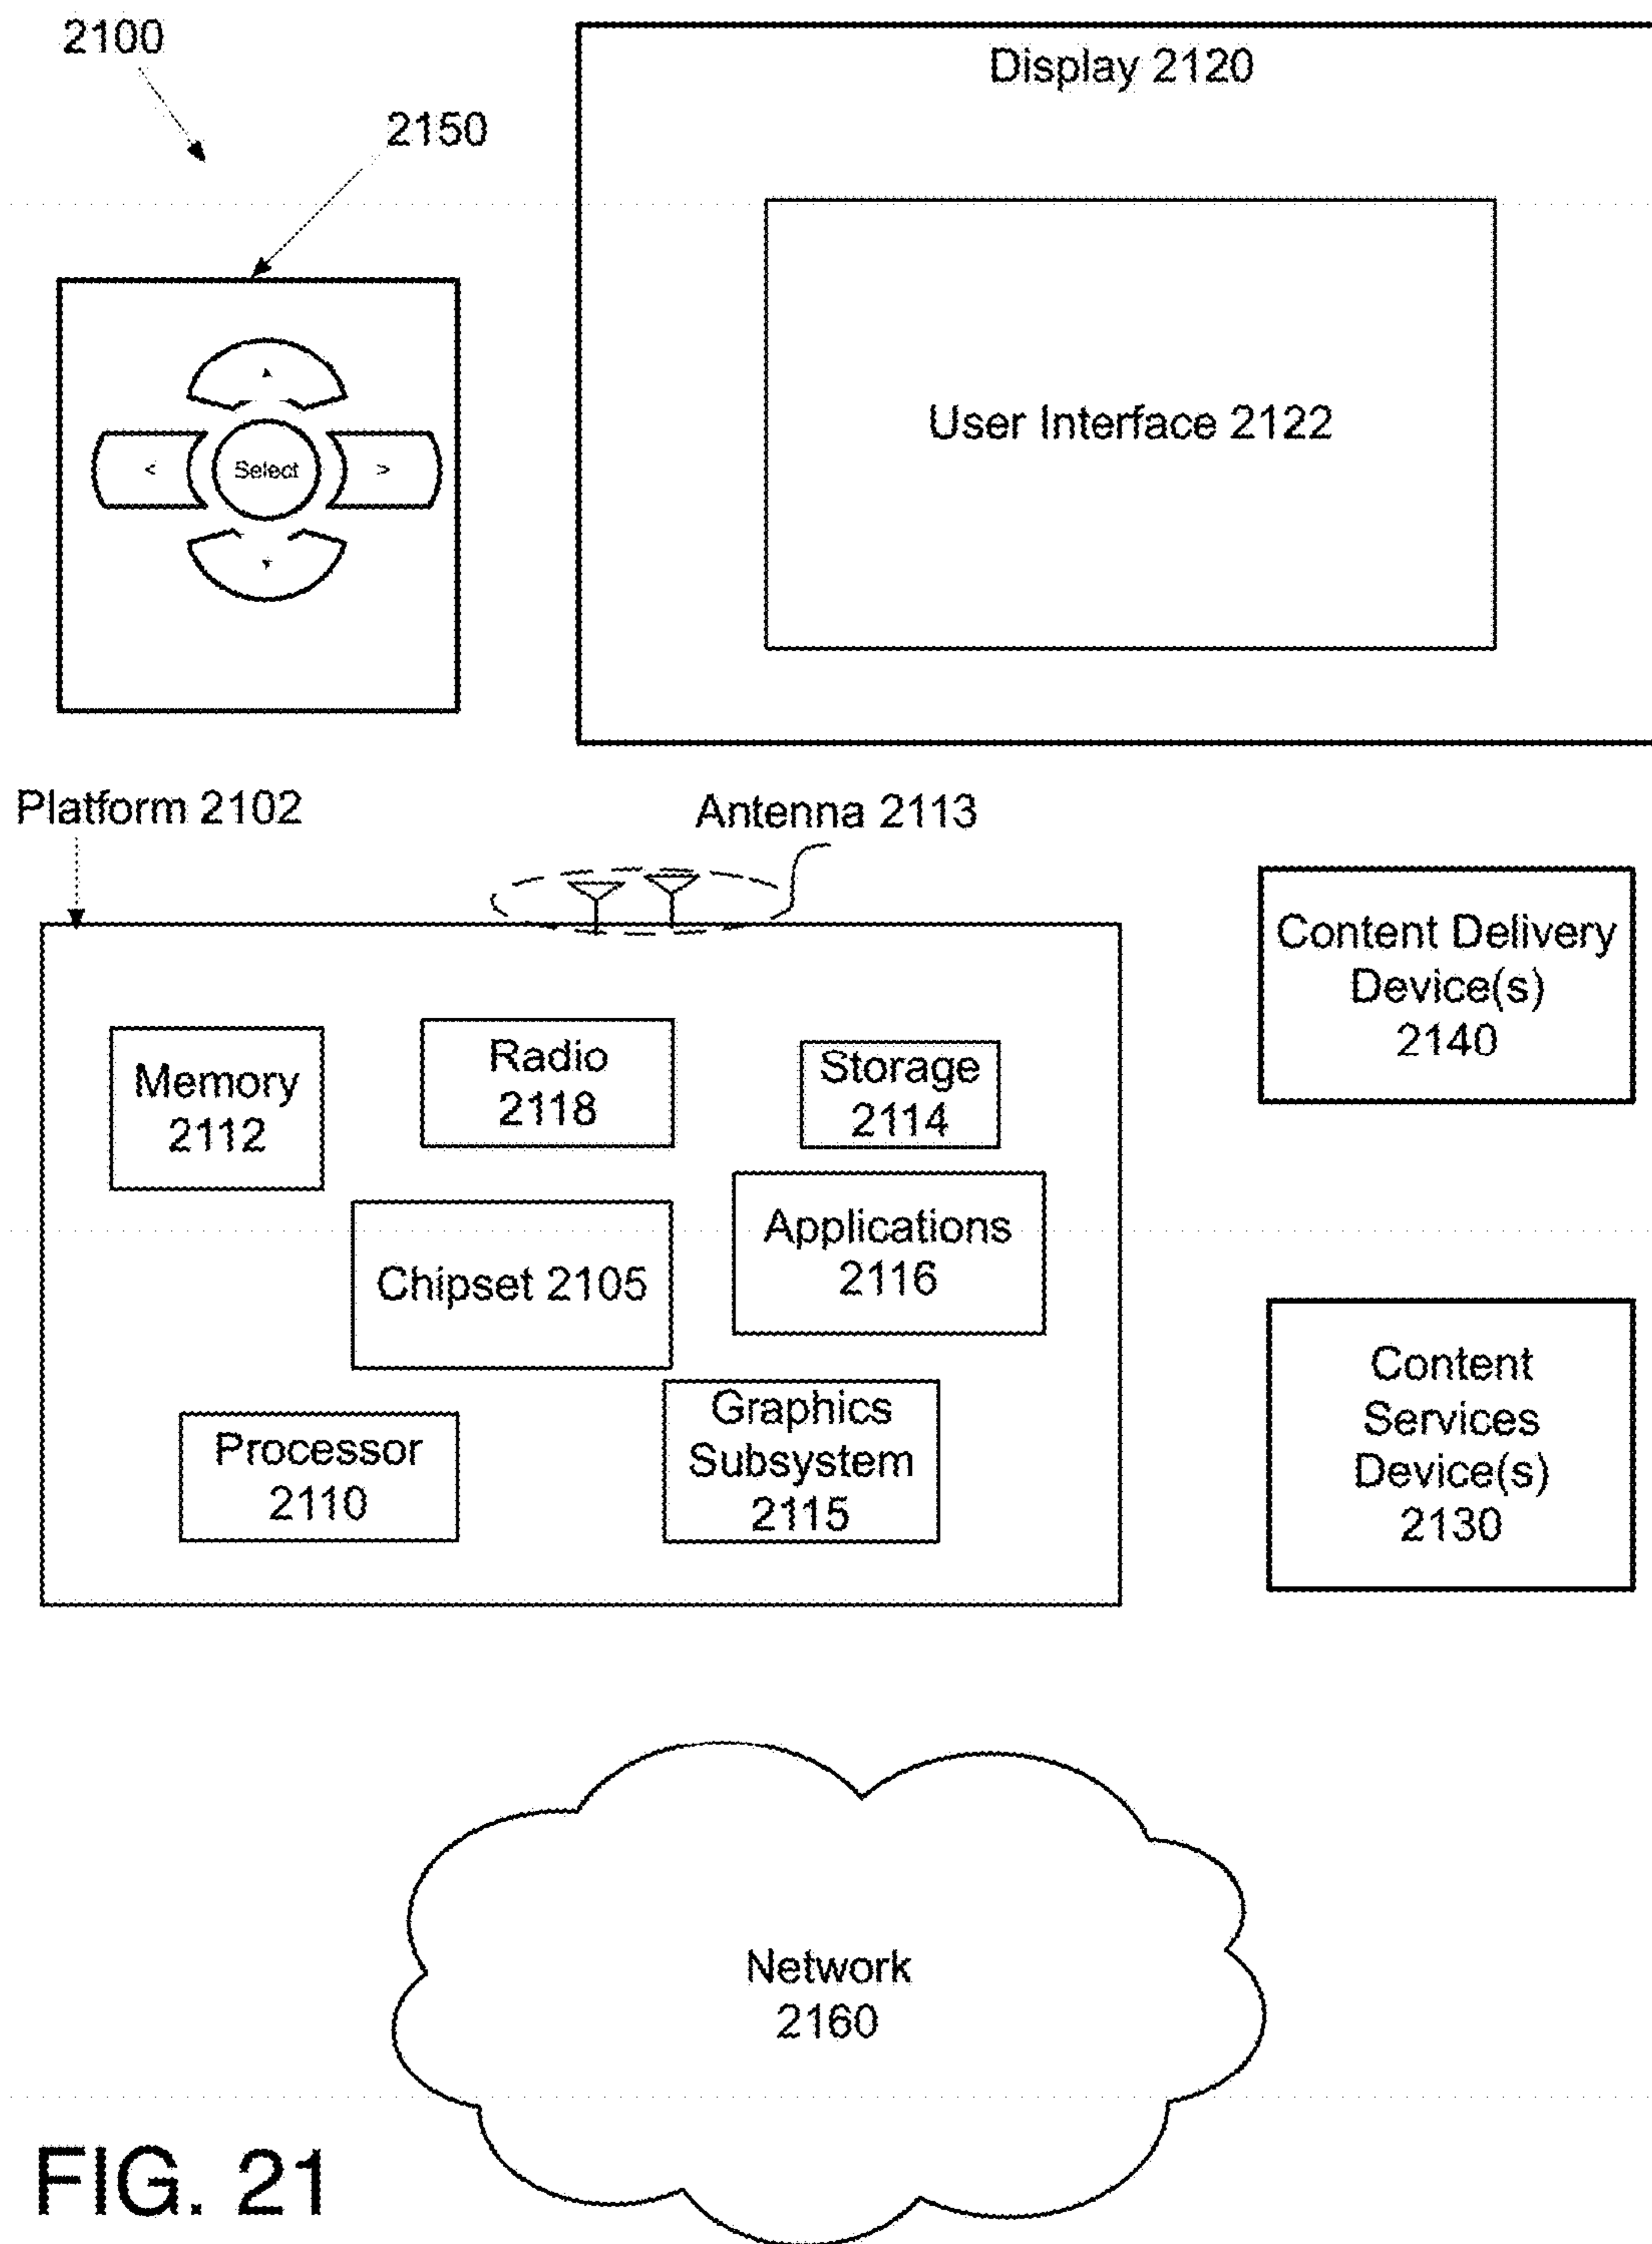 2100
Display 2120
2150
User Interface 2122
<
Select
>
Platform 2102
Antenna 2113
Content Delivery
Device(s)
2140
Memory
2112
Radio
2118
Storage
2114
Chipset 2105
Applications
2116
Processor
2110
Graphics
Subsystem
2115
Content
Services
Device(s)
2130
Network
2160
FIG. 21